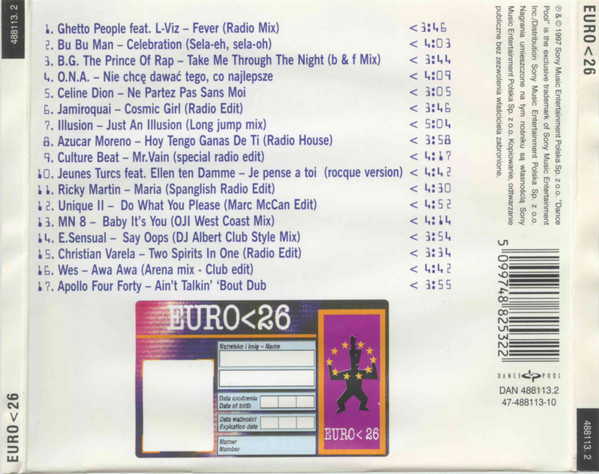 488113. 2
EURO<26
1. Ghetto People feat. L-Viz – Fever (Radio Mix) < 3:46
2. Bu Bu Man – Celebration (Sela-eh, sela-oh) < 4:03
3. B.G. The Prince Of Rap – Take Me Through The Night (b & f Mix) < 3:44
4. O.N.A. – Nie chcę dawać tego, co najlepsze < 4:09
5. Celine Dion – Ne Partez Pas Sans Moi < 3:05
6. Jamiroquai – Cosmic Girl (Radio Edit) < 3:46
7. Illusion – Just An Illusion (Long jump mix) < 5:04
8. Azucar Moreno – Hoy Tengo Ganas De Ti (Radio House) < 3:58
9. Culture Beat – Mr.Vain (special radio edit) < 4:17
10. Jeunes Turcs feat. Ellen ten Damme – Je pense a toi (rocque version) < 4:42
11. Ricky Martin – Maria (Spanglish Radio Edit) < 4:30
12. Unique II – Do What You Please (Marc McCan Edit) < 4:52
13. MN 8 – Baby It's You (OJI West Coast Mix) < 4:14
14. E.Sensual – Say Oops (DJ Albert Club Style Mix) < 3:54
15. Christian Varela – Two Spirits In One (Radio Edit) < 3:34
16. Wes – Awa Awa (Arena mix - Club edit) < 4:42
17. Apollo Four Forty – Ain't Talkin' 'Bout Dub < 3:55
EURO<26
Nazwisko i imię – Name
Data urodzenia
Date of birth
Data ważności
Expiration date
Numer
Number
EURO<26
℗ & © 1997 Sony Music Entertainment Polska Sp. z o.o. "Dance
Pool" is the exclusive trademark of Sony Music Entertainment
Inc./Distribution Sony Music Entertainment Polska Sp. z o.o.
Nagrania umieszczone na tym nośniku są własnością Sony
Music Entertainment Polska Sp. z o.o. Kopiowanie, odtwarzanie
publiczne bez zezwolenia właściciela zabronione.
5 099748 825322
DANCE POOL
DAN 488113.2
47-488113-10
EURO<26
488113. 2